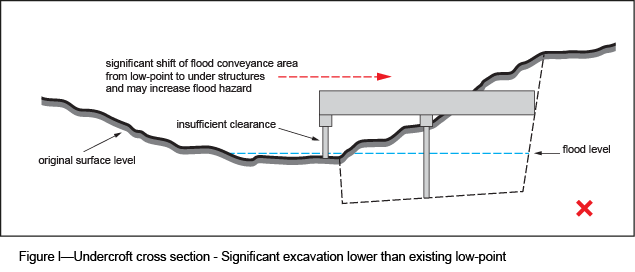 significant shift of flood conveyance area
from low-point to under structures
and may increase flood hazard
insufficient clearance
original surface level
flood level
Figure I—Undercroft cross section - Significant excavation lower than existing low-point